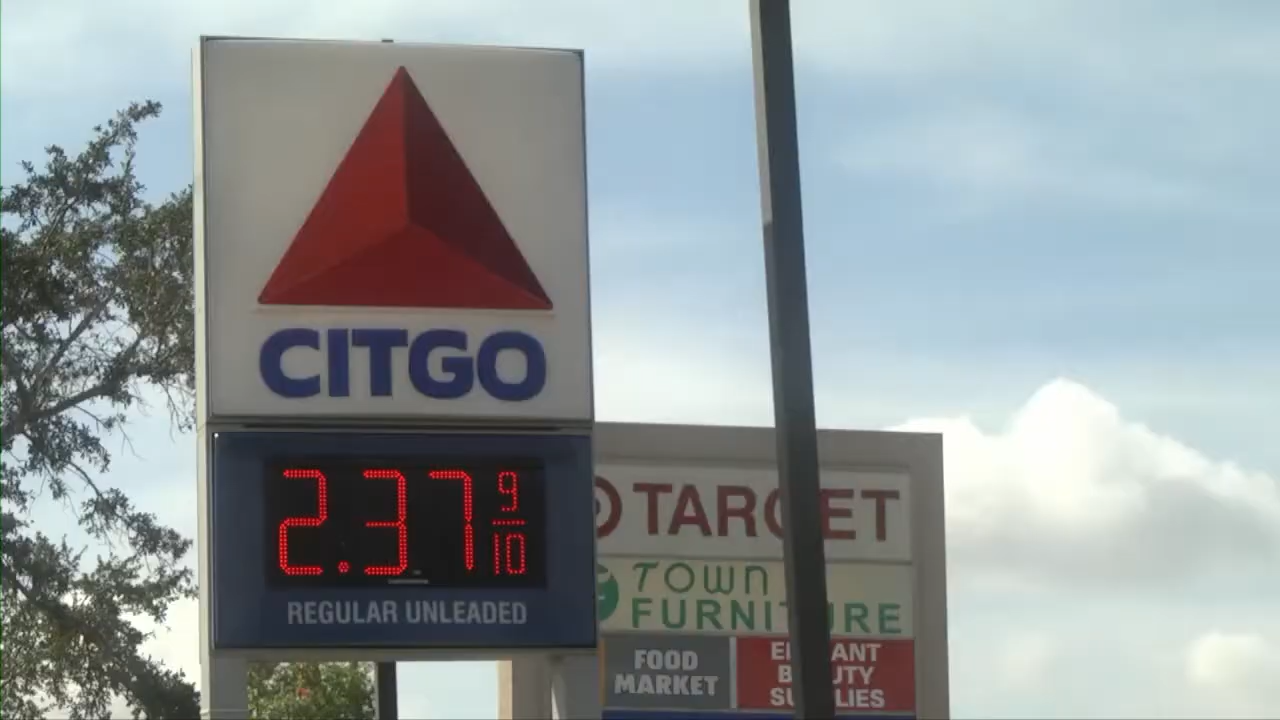 CITGO
2.37 9/10
REGULAR UNLEADED
TARGET
TOWN
FURNITURE
FOOD
MARKET